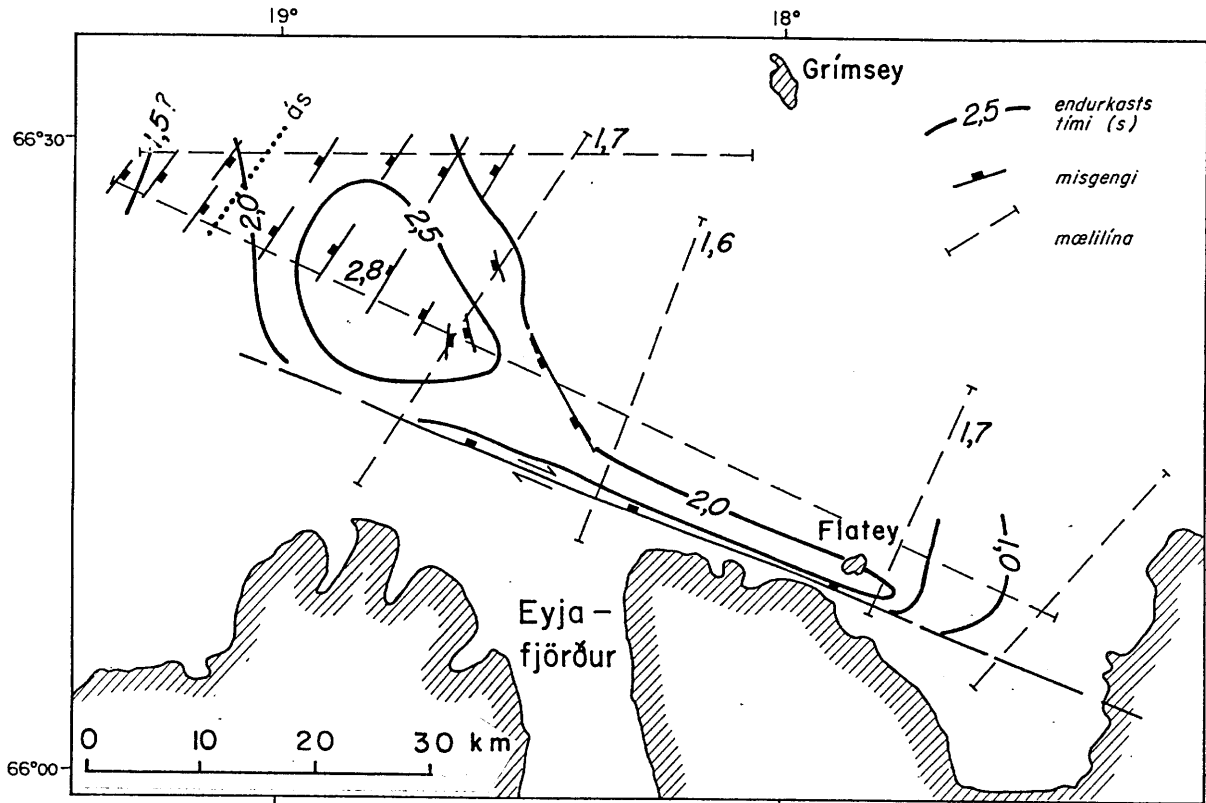 19°
18°
Grímsey
2,5
endurkasts
tími (s)
misgengi
mælilína
66°30
1,5?
ás
2,0
2,5
2,8
1,7
1,6
1,7
2,0
Flatey
1,0
Eyja –
fjörður
0 10 20 30 km
66°00